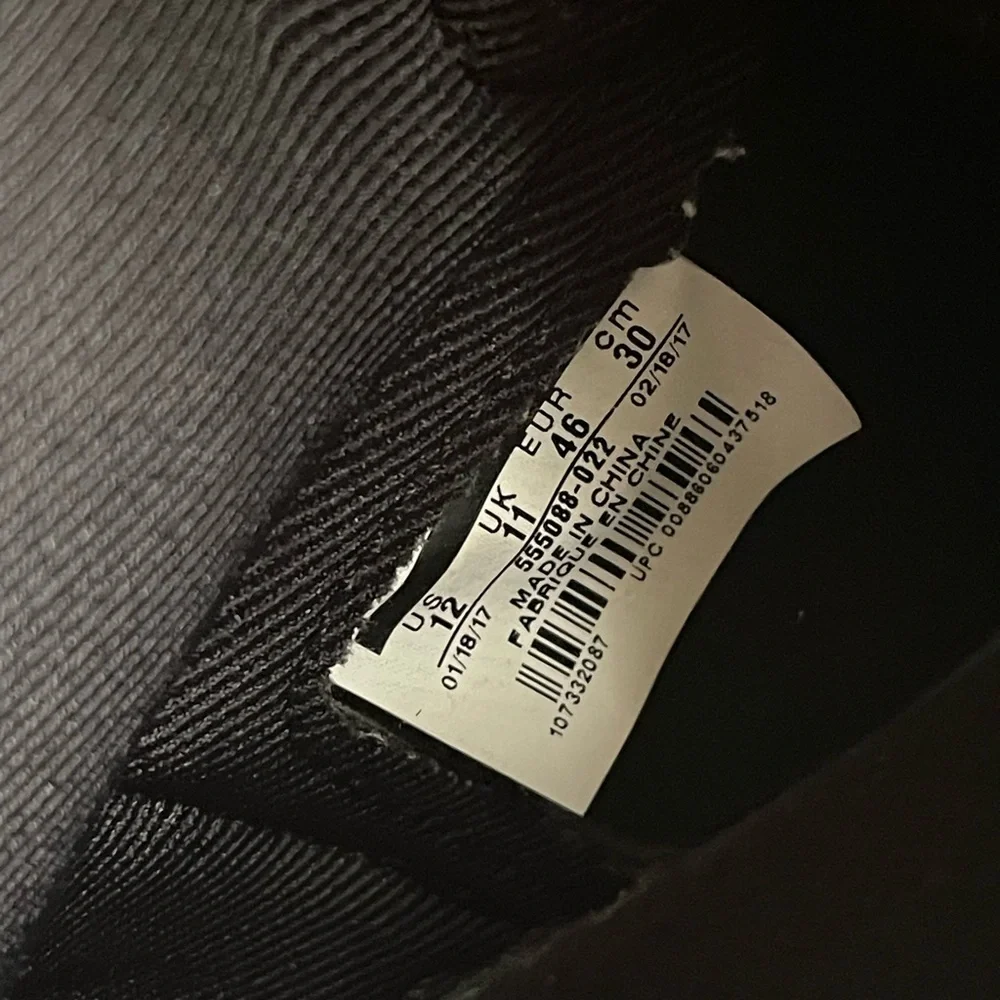 US UK EUR cm
12 11 46 30
01/18/17 555088-022 02/18/17
MADE IN CHINA
FABRIQUE EN CHINE
107332087 UPC 00886060437518